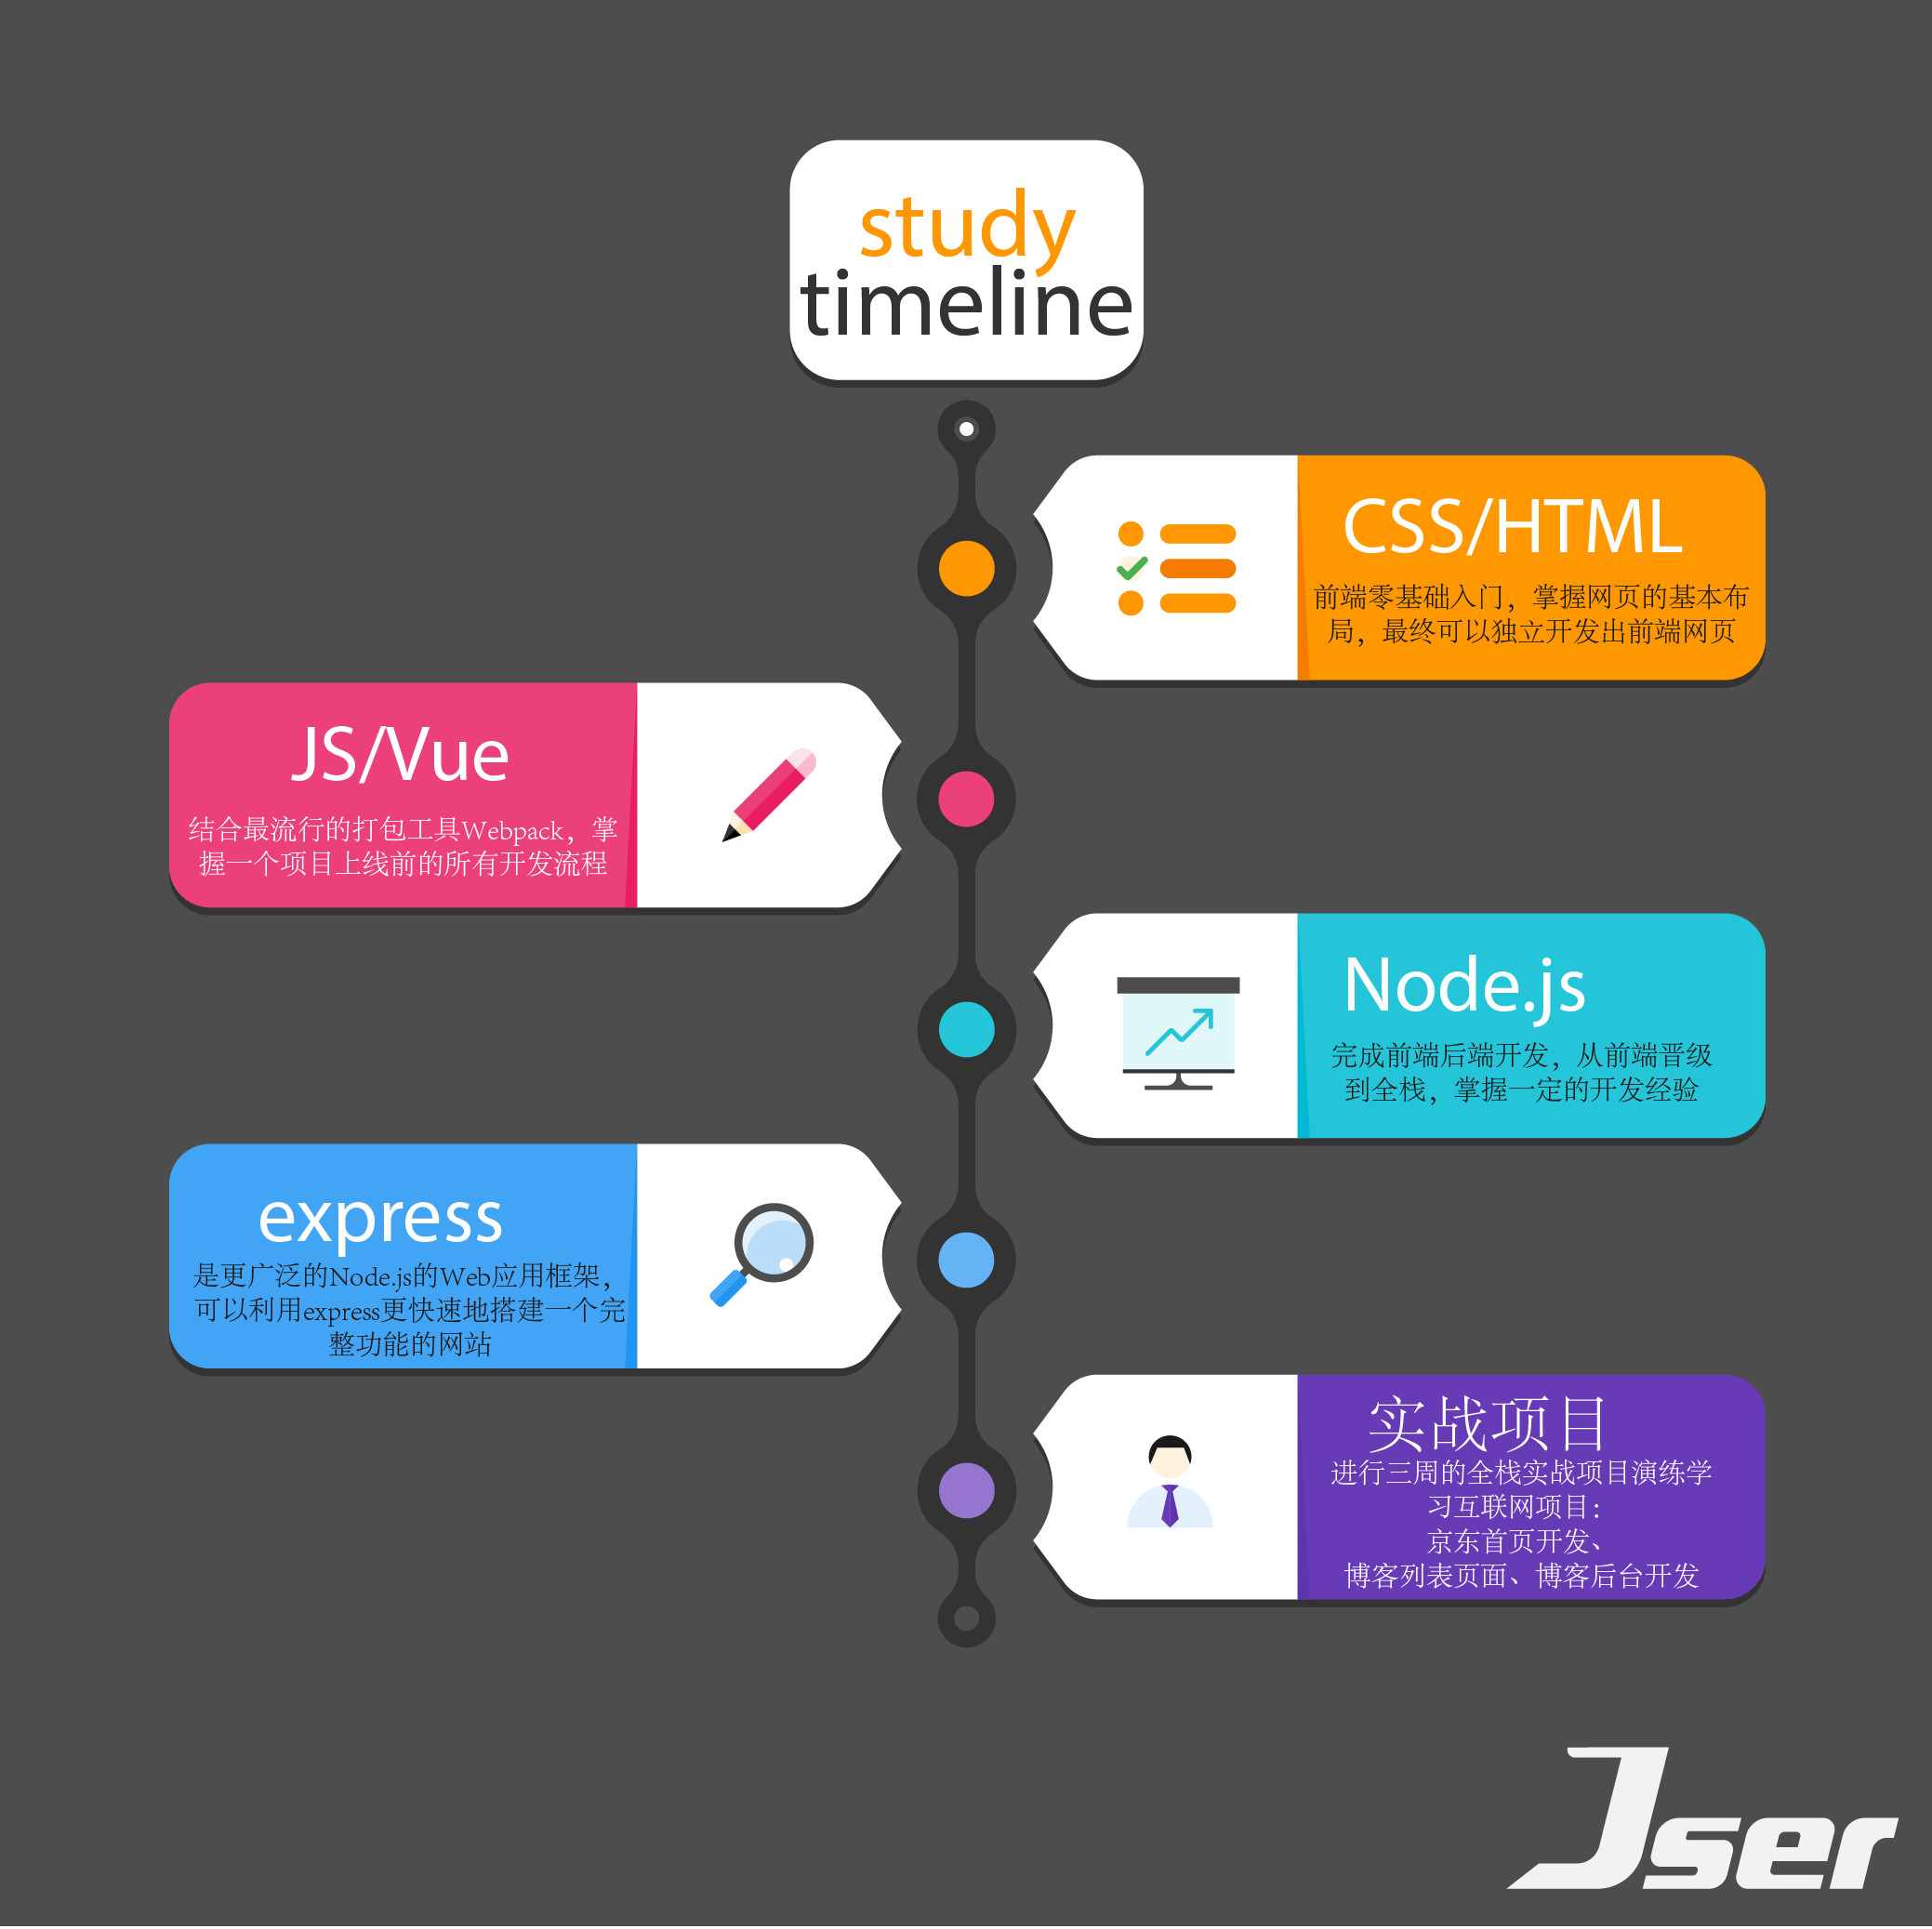 study
timeline
CSS/HTML
前端零基础入门，掌握网页的基本布
局，最终可以独立开发出前端网页
JS/Vue
结合最流行的打包工具Webpack，掌
握一个项目上线前的所有开发流程
Node.js
完成前端后端开发，从前端晋级
到全栈，掌握一定的开发经验
express
是更广泛的Node.js的Web应用框架，
可以利用express更快速地搭建一个完
整功能的网站
实战项目
进行三周的全栈实战项目演练学
习互联网项目：
京东首页开发、
博客列表页面、博客后台开发
Jser